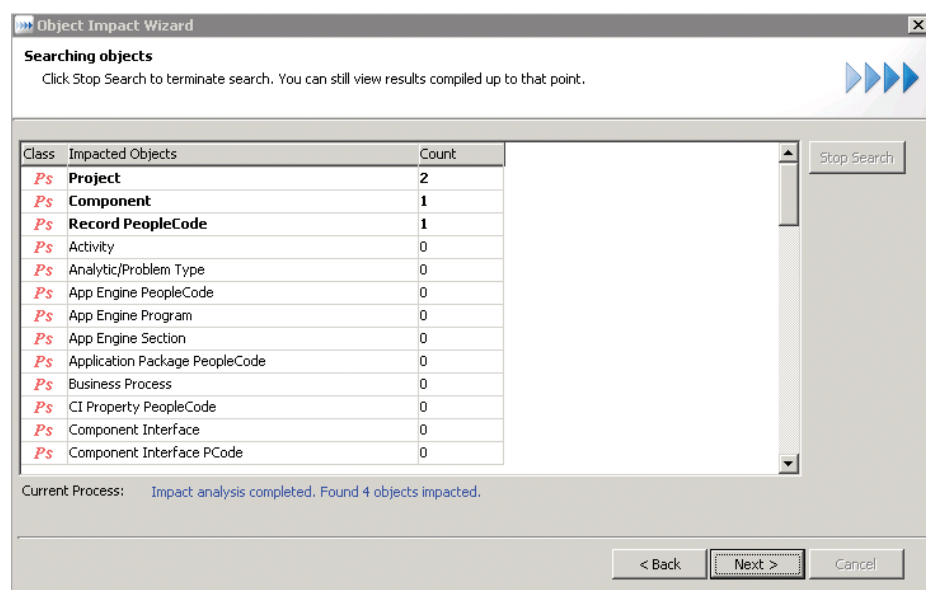 Object Impact Wizard
Searching objects
Click Stop Search to terminate search. You can still view results compiled up to that point.
Class Impacted Objects Count
Stop Search
Ps Project 2
Ps Component 1
Ps Record PeopleCode 1
Ps Activity 0
Ps Analytic/Problem Type 0
Ps App Engine PeopleCode 0
Ps App Engine Program 0
Ps App Engine Section 0
Ps Application Package PeopleCode 0
Ps Business Process 0
Ps CI Property PeopleCode 0
Ps Component Interface 0
Ps Component Interface PCode 0
Current Process: Impact analysis completed. Found 4 objects impacted.
< Back Next > Cancel